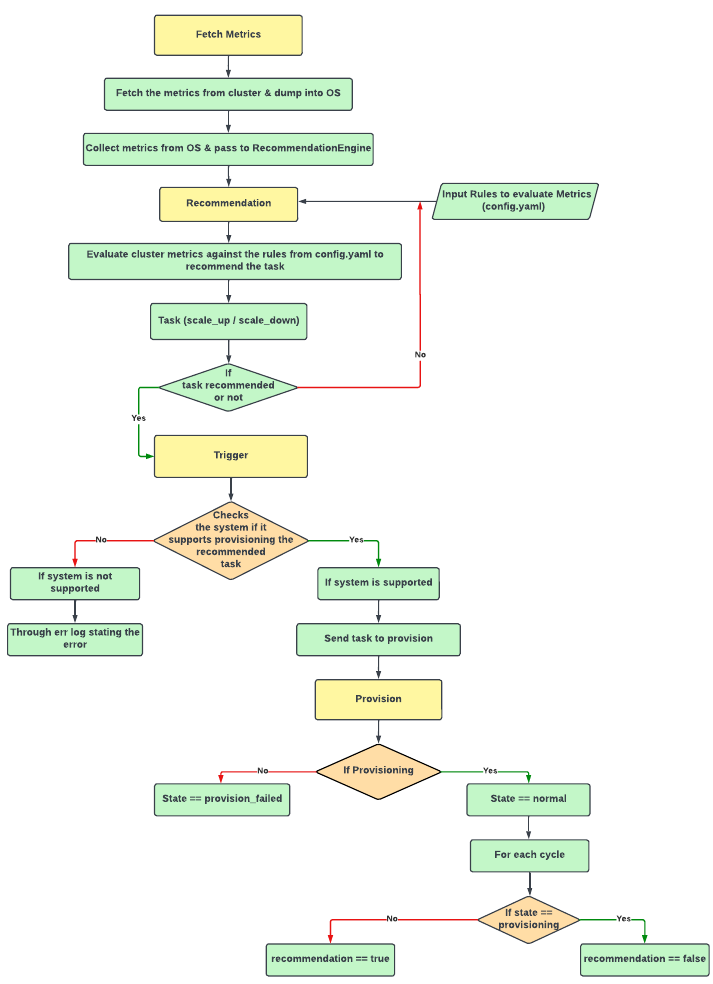 Fetch Metrics
Fetch the metrics from cluster & dump into OS
Collect metrics from OS & pass to RecommendationEngine
Recommendation
Input Rules to evaluate Metrics
(config.yaml)
Evaluate cluster metrics against the rules from config.yaml to
recommend the task
Task (scale_up / scale_down)
No
If
task recommended
or not
Yes
Trigger
Checks
the system if it
supports provisioning the
recommended
task
No
Yes
If system is not
supported
If system is supported
Through err log stating the
error
Send task to provision
Provision
If Provisioning
No
Yes
State == provision_failed
State == normal
For each cycle
If state ==
provisioning
No
Yes
recommendation == true
recommendation == false